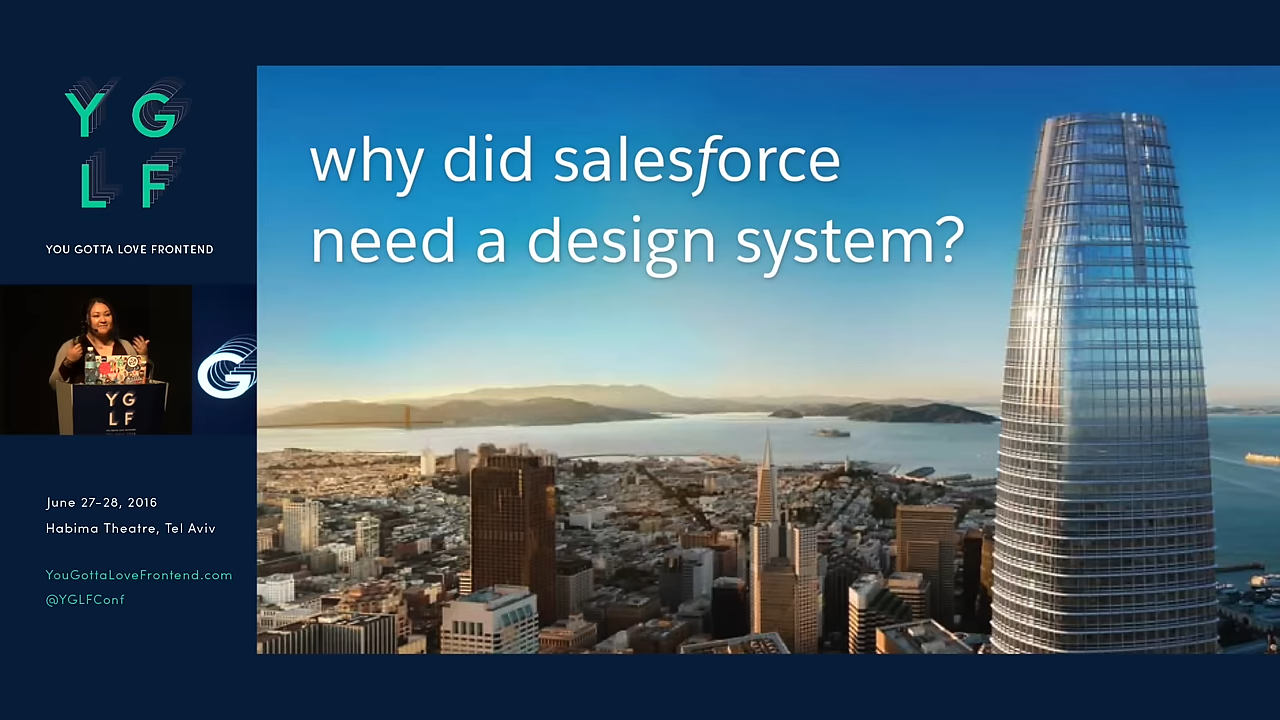 Y G
L F
YOU GOTTA LOVE FRONTEND
G
Y G
L F
June 27-28, 2016
Habima Theatre, Tel Aviv
YouGottaLoveFrontend.com
@YGLFConf
why did salesforce
need a design system?